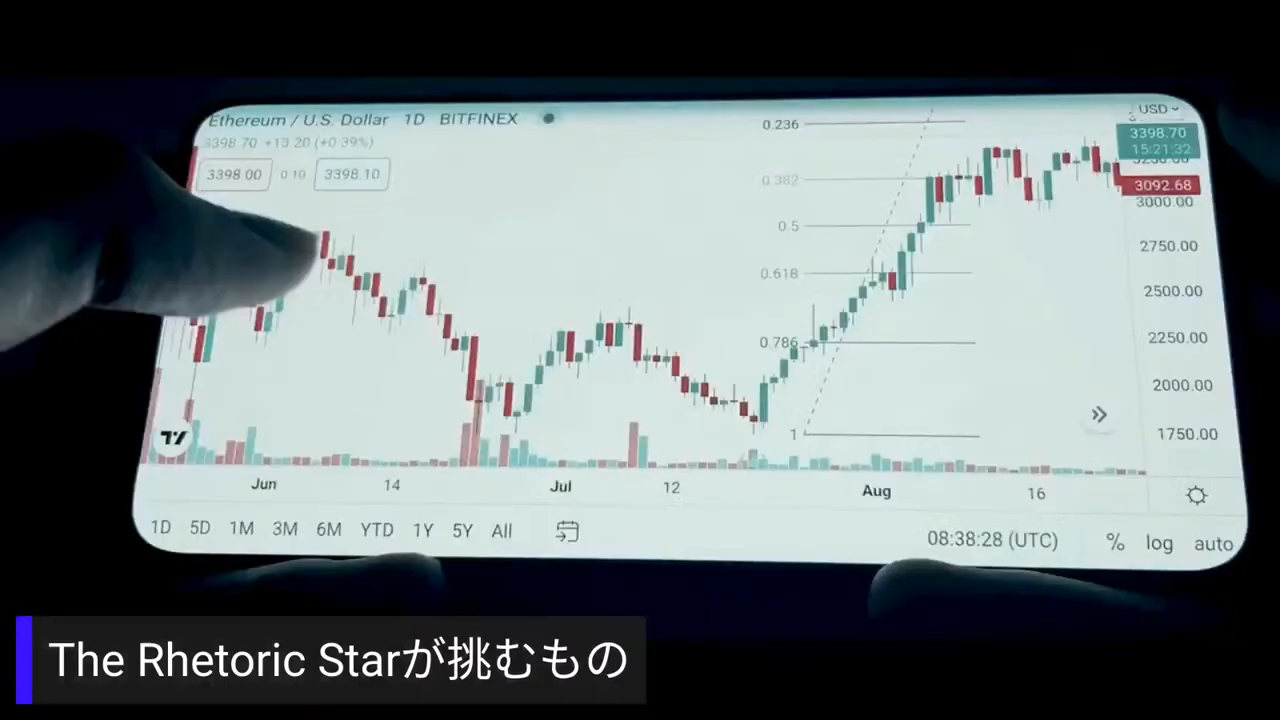 Ethereum / U.S. Dollar 1D BITFINEX
3398.70 +13.20 (+0.39%)
3398.00 0.10 3398.10
USD
3398.70
15:21:32
3250.00
3092.68
3000.00
2750.00
2500.00
2250.00
2000.00
1750.00
0.236
0.382
0.5
0.618
0.786
1
Jun 14 Jul 12 Aug 16
1D 5D 1M 3M 6M YTD 1Y 5Y All
08:38:28 (UTC) % log auto
The Rhetoric Starが挑むもの